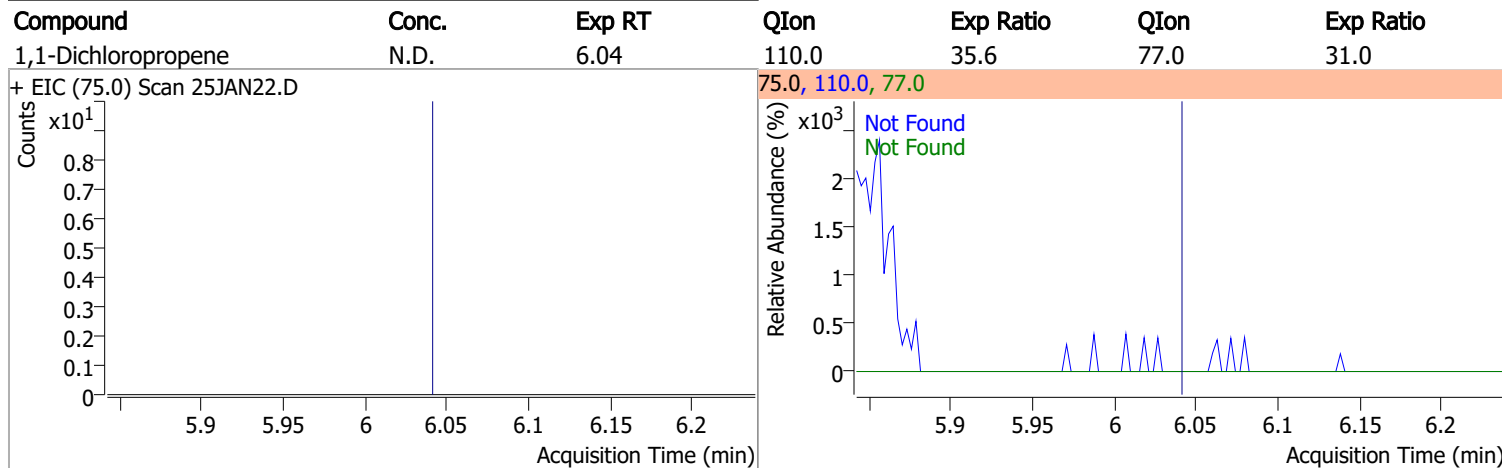 Compound Conc. Exp RT QIon Exp Ratio QIon Exp Ratio
1,1-Dichloropropene N.D. 6.04 110.0 35.6 77.0 31.0
+ EIC (75.0) Scan 25JAN22.D
Counts
x10^1
0.8
0.7
0.6
0.5
0.4
0.3
0.2
0.1
0
5.9 5.95 6 6.05 6.1 6.15 6.2
Acquisition Time (min)
75.0, 110.0, 77.0
Relative Abundance (%)
x10^3
Not Found
Not Found
2
1.5
1
0.5
0
5.9 5.95 6 6.05 6.1 6.15 6.2
Acquisition Time (min)